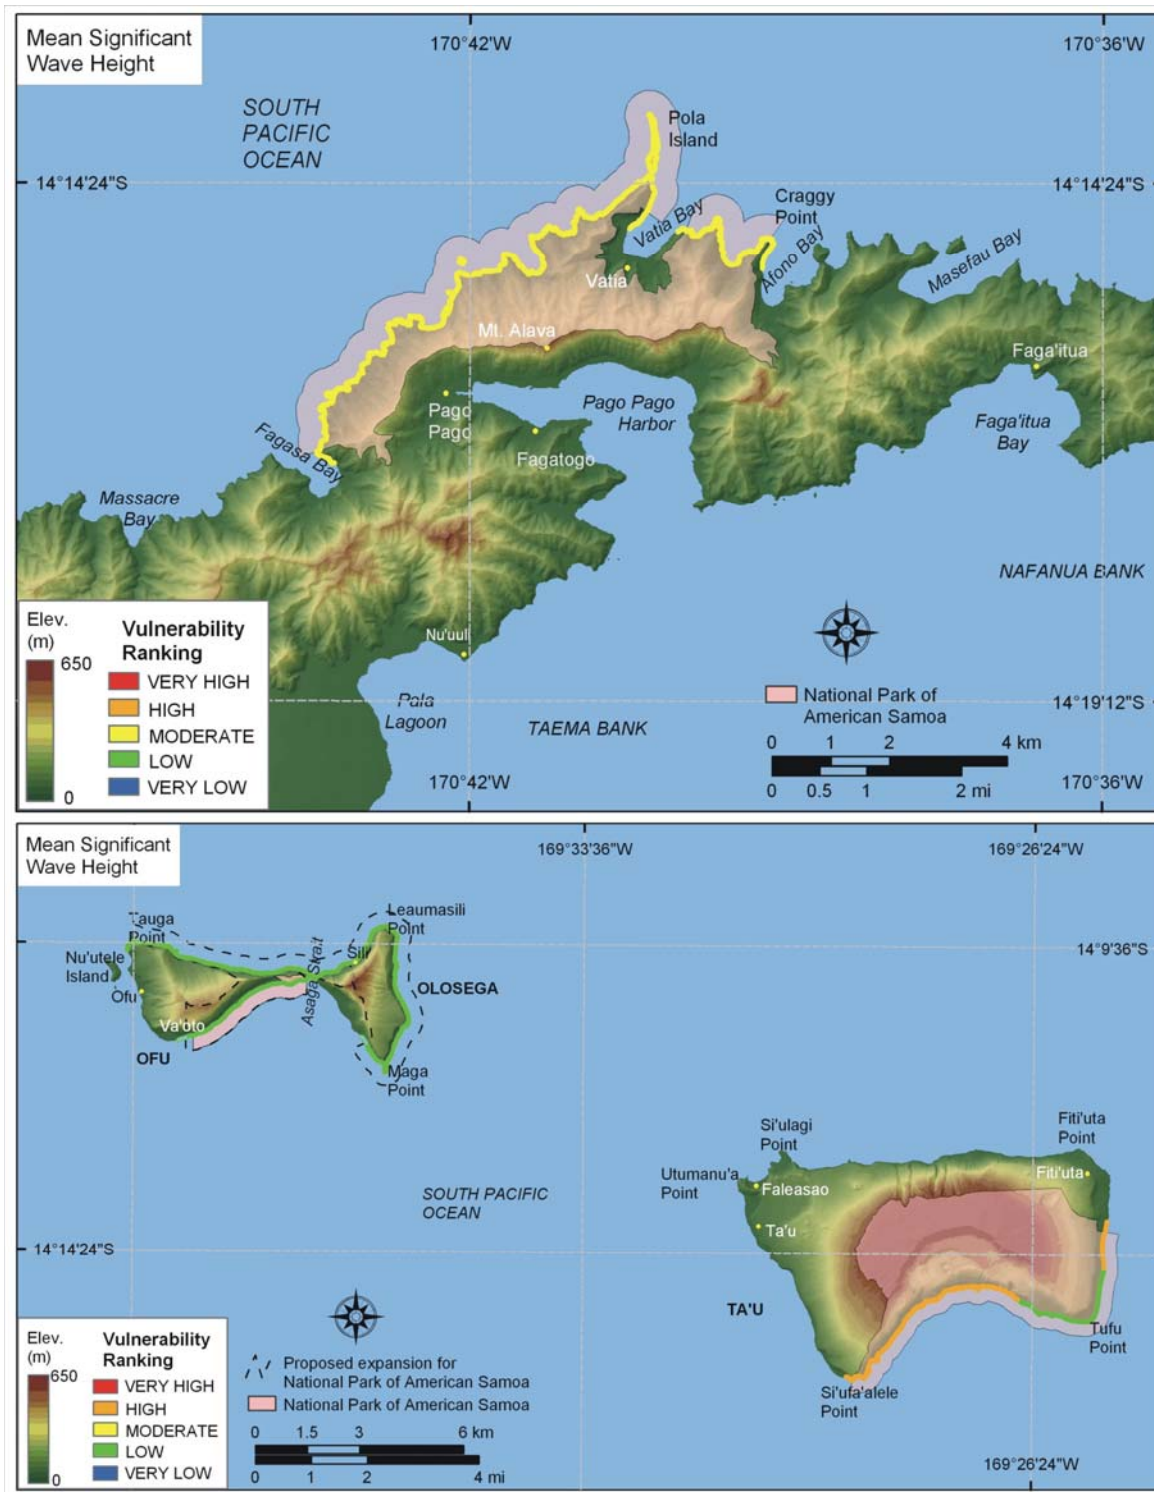 Mean Significant
Wave Height
170°42'W
170°36'W
SOUTH
PACIFIC
OCEAN
Pola
Island
14°14'24"S
14°14'24"S
Craggy
Point
Vatia Bay
Afono Bay
Masefau Bay
Vatia
Mt. Alava
Faga'itua
Pago
Pago
Pago Pago
Harbor
Faga'itua
Bay
Fagasa Bay
Fagatogo
Massacre
Bay
NAFANUA BANK
Elev.
(m)
650
0
Vulnerability
Ranking
VERY HIGH
HIGH
MODERATE
LOW
VERY LOW
Nu'uuli
Pala
Lagoon
TAEMA BANK
National Park of
American Samoa
14°19'12"S
0 1 2 4 km
0 0.5 1 2 mi
170°42'W
170°36'W
Mean Significant
Wave Height
169°33'36"W
169°26'24"W
Tauga
Point
Leaumasili
Point
14°9'36"S
Nu'utele
Island
Asaga Strait
Sili
Ofu
OLOSEGA
Va'oto
OFU
Maga
Point
Si'ulagi
Point
Fiti'uta
Point
Utumanu'a
Point
Faleasao
Fiti'uta
SOUTH PACIFIC
OCEAN
Ta'u
14°14'24"S
TA'U
Tufu
Point
Si'ufa'alele
Point
Elev.
(m)
650
0
Vulnerability
Ranking
VERY HIGH
HIGH
MODERATE
LOW
VERY LOW
Proposed expansion for
National Park of American Samoa
National Park of American Samoa
0 1.5 3 6 km
0 1 2 4 mi
169°26'24"W